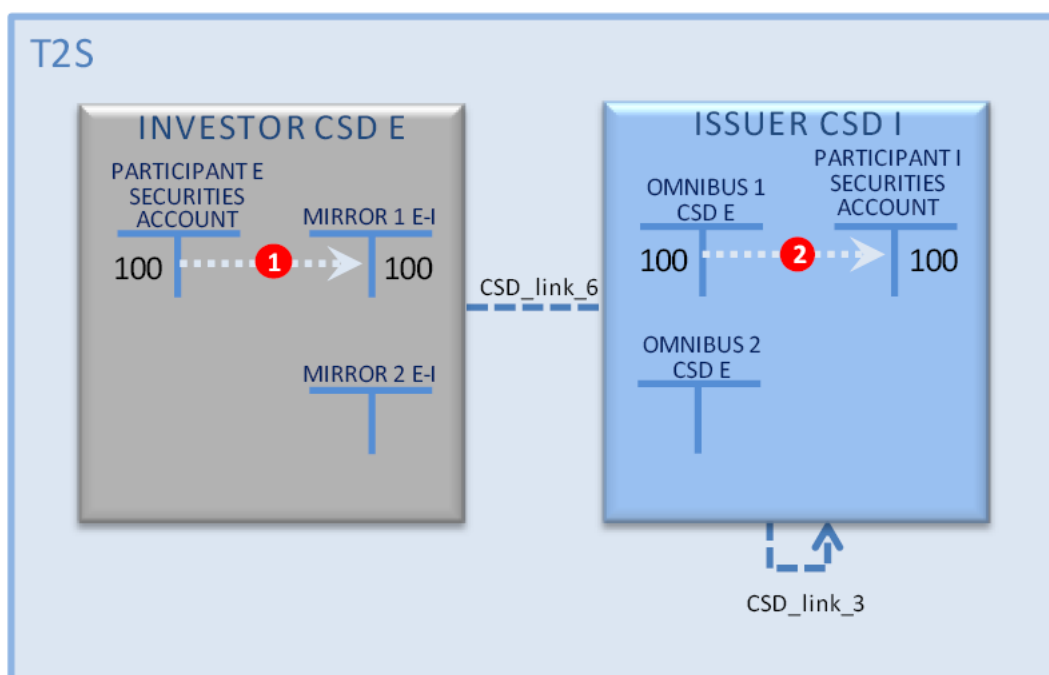 T2S
INVESTOR CSD E
PARTICIPANT E
SECURITIES
ACCOUNT
MIRROR 1 E-I
100
1
100
MIRROR 2 E-I
CSD_link_6
ISSUER CSD I
OMNIBUS 1
CSD E
PARTICIPANT I
SECURITIES
ACCOUNT
100
2
100
OMNIBUS 2
CSD E
CSD_link_3